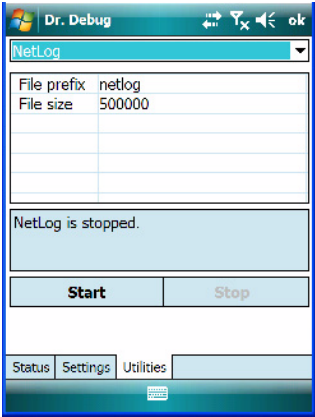 Dr. Debug ok
NetLog
File prefix netlog
File size 500000
NetLog is stopped.
Start Stop
Status Settings Utilities